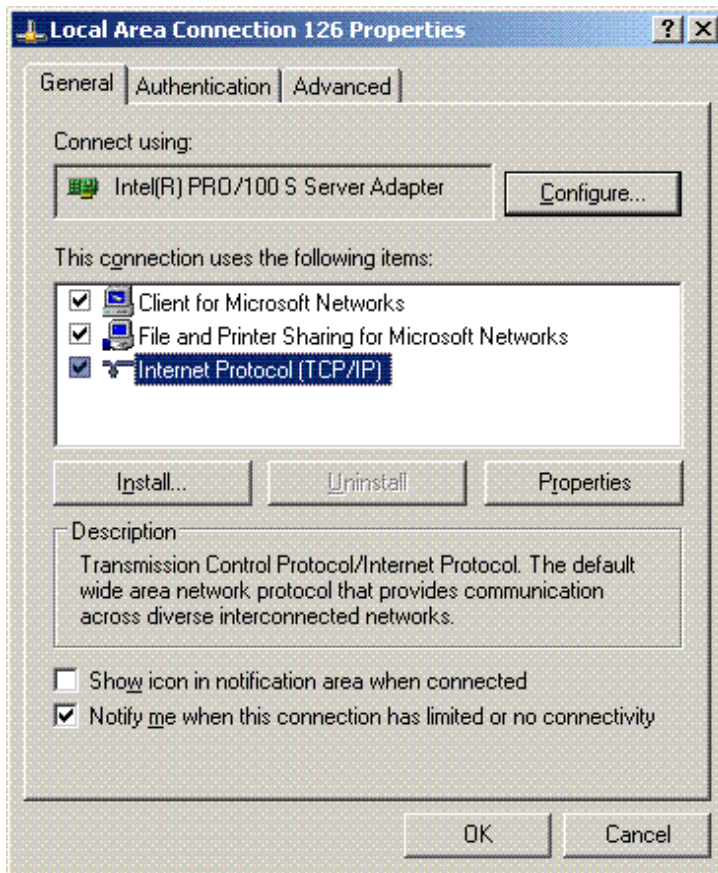 Local Area Connection 126 Properties
General Authentication Advanced
Connect using:
Intel(R) PRO/100 S Server Adapter
Configure...
This connection uses the following items:
Client for Microsoft Networks
File and Printer Sharing for Microsoft Networks
Internet Protocol (TCP/IP)
Install... Uninstall Properties
Description
Transmission Control Protocol/Internet Protocol. The default
wide area network protocol that provides communication
across diverse interconnected networks.
Show icon in notification area when connected
Notify me when this connection has limited or no connectivity
OK Cancel